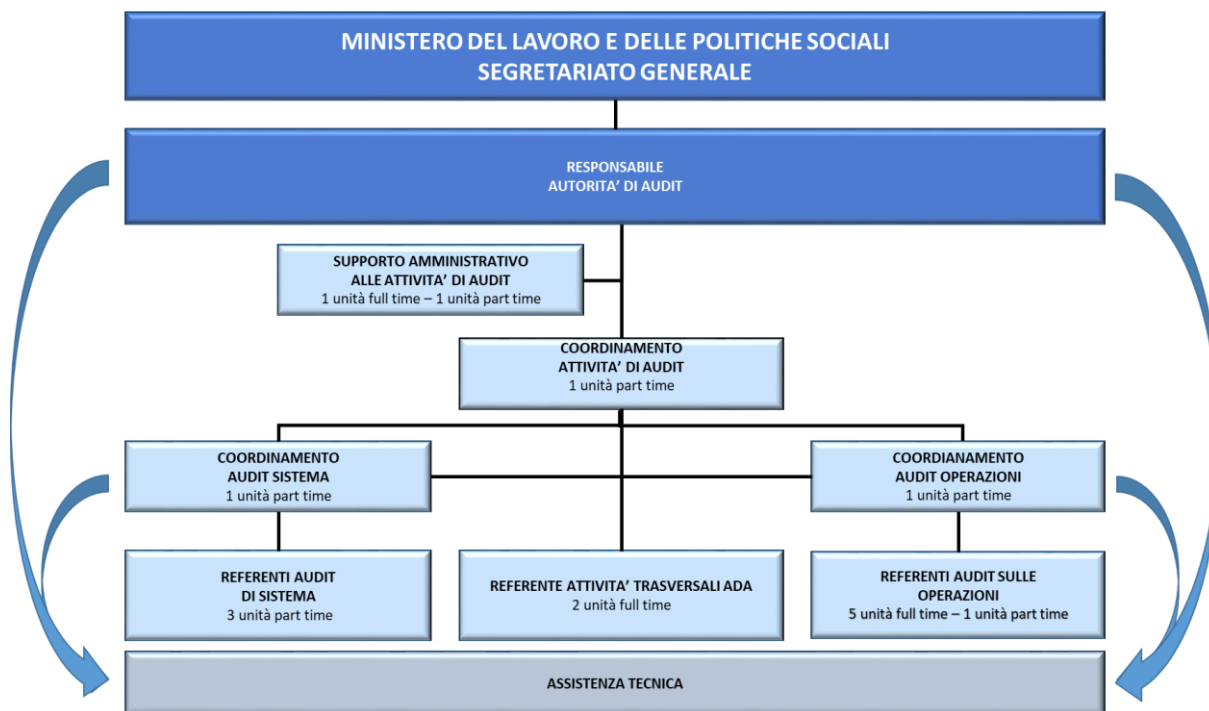 MINISTERO DEL LAVORO E DELLE POLITICHE SOCIALI
SEGRETARIATO GENERALE
RESPONSABILE
AUTORITA’ DI AUDIT
SUPPORTO AMMINISTRATIVO
ALLE ATTIVITA’ DI AUDIT
1 unità full time – 1 unità part time
COORDINAMENTO
ATTIVITA’ DI AUDIT
1 unità part time
COORDINAMENTO
AUDIT SISTEMA
1 unità part time
COORDIANAMENTO
AUDIT OPERAZIONI
1 unità part time
REFERENTI AUDIT
DI SISTEMA
3 unità part time
REFERENTE ATTIVITA’ TRASVERSALI ADA
2 unità full time
REFERENTI AUDIT SULLE
OPERAZIONI
5 unità full time – 1 unità part time
ASSISTENZA TECNICA